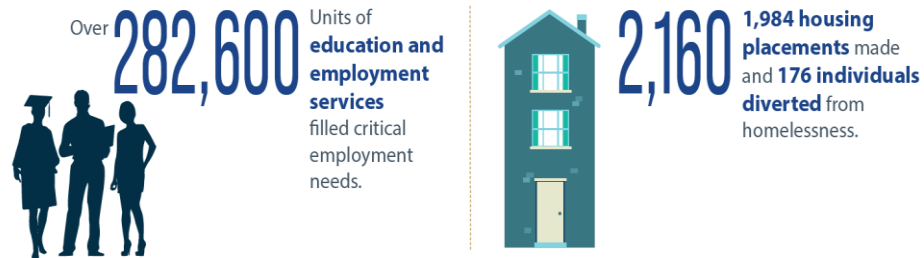 Over 282,600
Units of
education and
employment
services
filled critical
employment
needs.
2,160
1,984 housing
placements made
and 176 individuals
diverted from
homelessness.